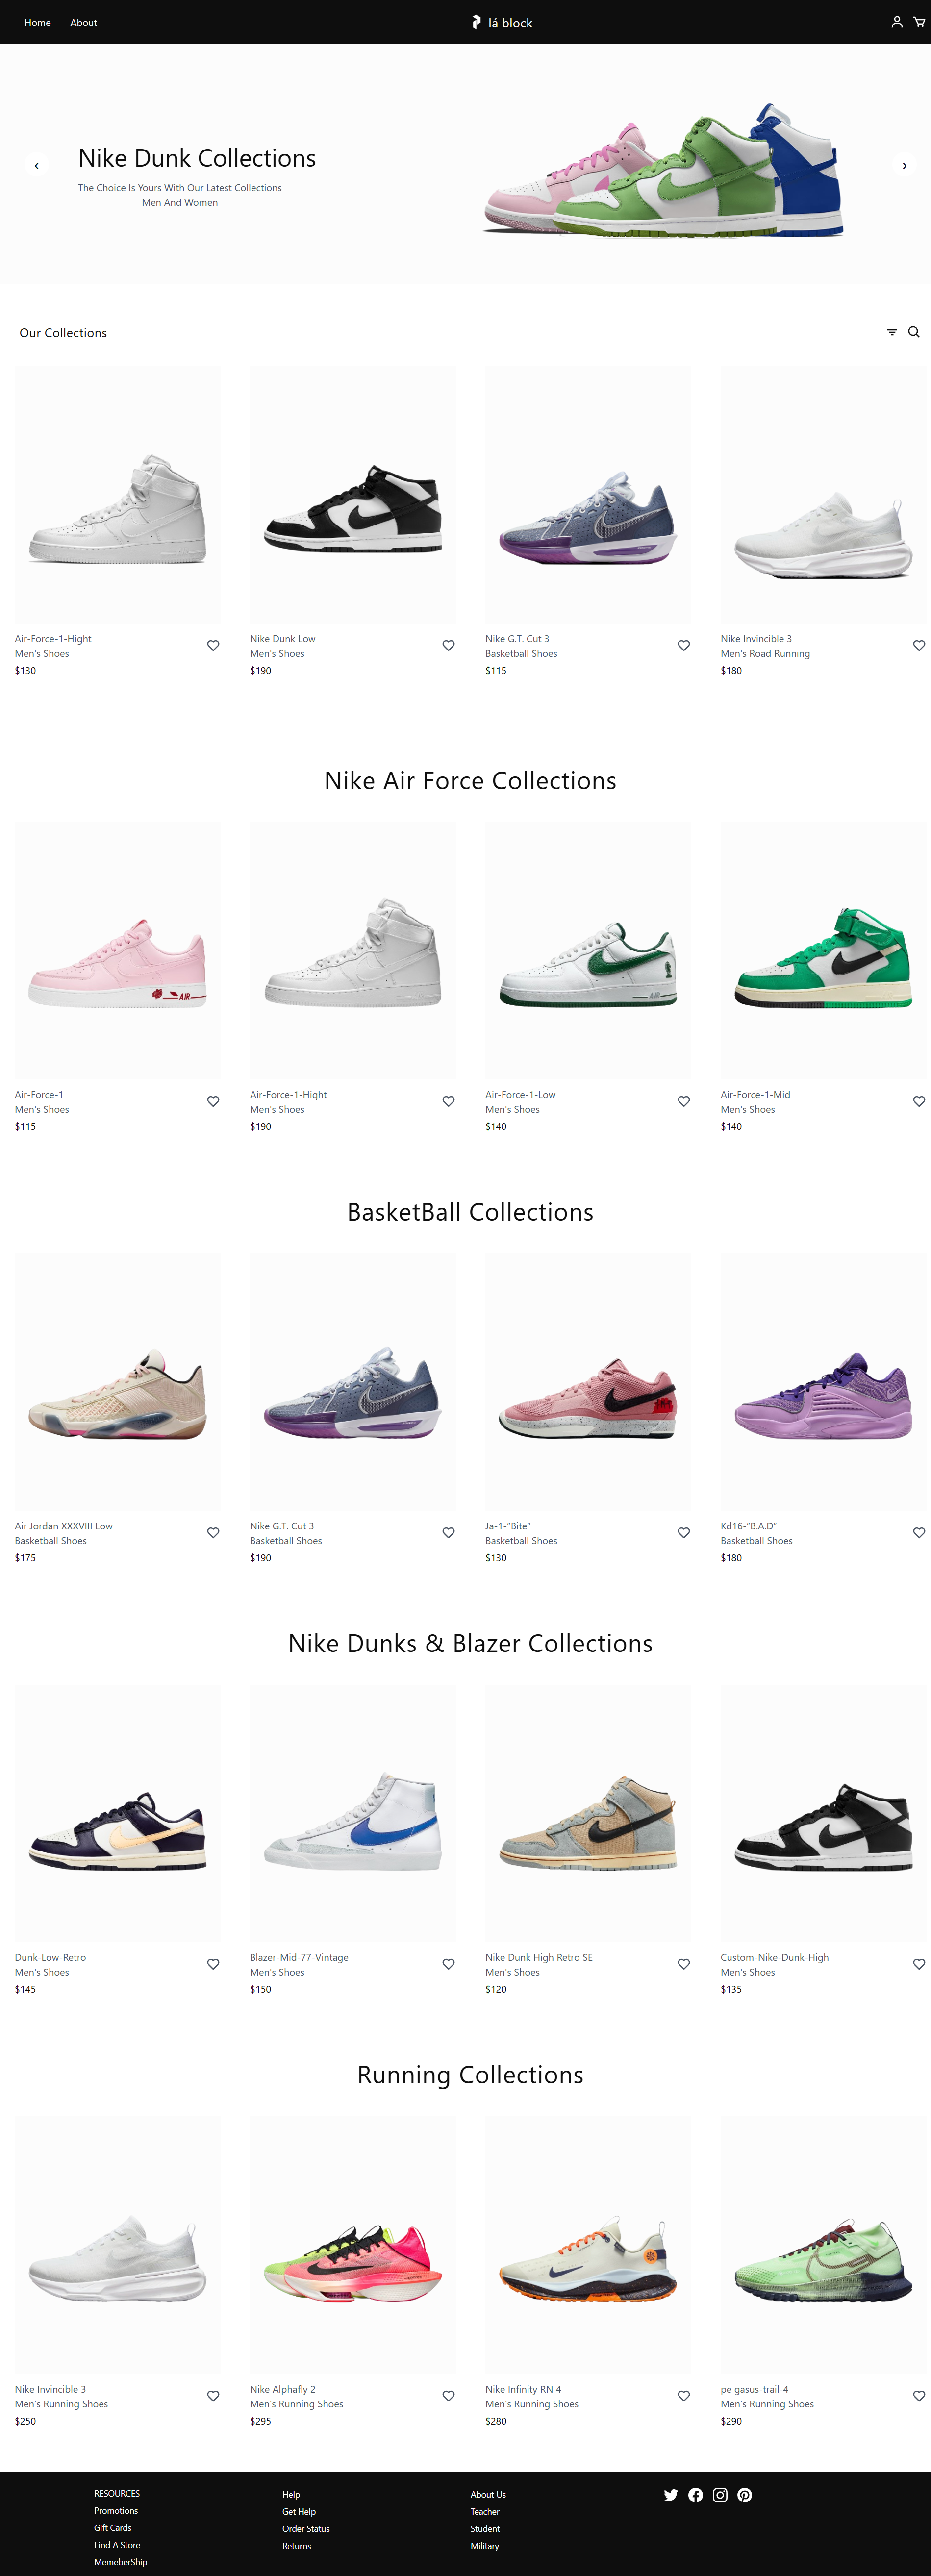 Home
About
lá block
Nike Dunk Collections
The Choice Is Yours With Our Latest Collections
Men And Women
Our Collections
Air-Force-1-Hight
Men's Shoes
$130
Nike Dunk Low
Men's Shoes
$190
Nike G.T. Cut 3
Basketball Shoes
$115
Nike Invincible 3
Men's Road Running
$180
Nike Air Force Collections
AIR
AIR
Air-Force-1
Men's Shoes
$115
Air-Force-1-Hight
Men's Shoes
$190
Air-Force-1-Low
Men's Shoes
$140
Air-Force-1-Mid
Men's Shoes
$140
BasketBall Collections
Air Jordan XXXVIII Low
Basketball Shoes
$175
Nike G.T. Cut 3
Basketball Shoes
$190
Ja-1-"Bite"
Basketball Shoes
$130
Kd16-"B.A.D"
Basketball Shoes
$180
Nike Dunks & Blazer Collections
Dunk-Low-Retro
Men's Shoes
$145
Blazer-Mid-77-Vintage
Men's Shoes
$150
Nike Dunk High Retro SE
Men's Shoes
$120
Custom-Nike-Dunk-High
Men's Shoes
$135
Running Collections
Nike Invincible 3
Men's Running Shoes
$250
Nike Alphafly 2
Men's Running Shoes
$295
Nike Infinity RN 4
Men's Running Shoes
$280
pe gasus-trail-4
Men's Running Shoes
$290
RESOURCES
Promotions
Gift Cards
Find A Store
MemeberShip
Help
Get Help
Order Status
Returns
About Us
Teacher
Student
Military